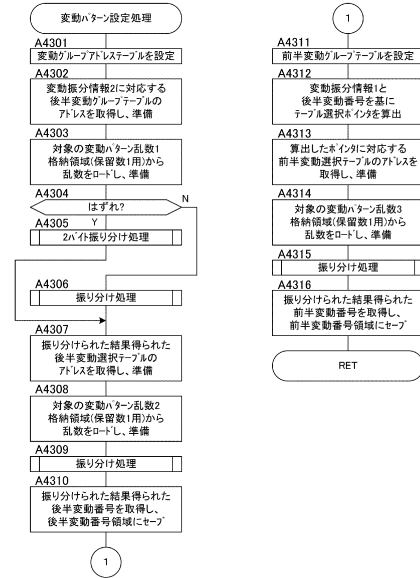 変動パターン設定処理
A4301
変動グループアドレステーブルを設定
A4302
変動振分情報2に対応する
後半変動グループテーブルの
アドレスを取得し、準備
A4303
対象の変動パターン乱数1
格納領域(保留数1用)から
乱数をロードし、準備
A4304
はずれ?
N
Y
A4305
2バイト振り分け処理
A4306
振り分け処理
A4307
振り分けられた結果得られた
後半変動選択テーブルの
アドレスを取得し、準備
A4308
対象の変動パターン乱数2
格納領域(保留数1用)から
乱数をロードし、準備
A4309
振り分け処理
A4310
振り分けられた結果得られた
後半変動番号を取得し、
後半変動番号領域にセーブ
1
1
A4311
前半変動グループテーブルを設定
A4312
変動振分情報1と
後半変動番号を基に
テーブル選択ポインタを算出
A4313
算出したポインタに対応する
前半変動選択テーブルのアドレスを
取得し、準備
A4314
対象の変動パターン乱数3
格納領域(保留数1用)から
乱数をロードし、準備
A4315
振り分け処理
A4316
振り分けられた結果得られた
前半変動番号を取得し、
前半変動番号領域にセーブ
RET